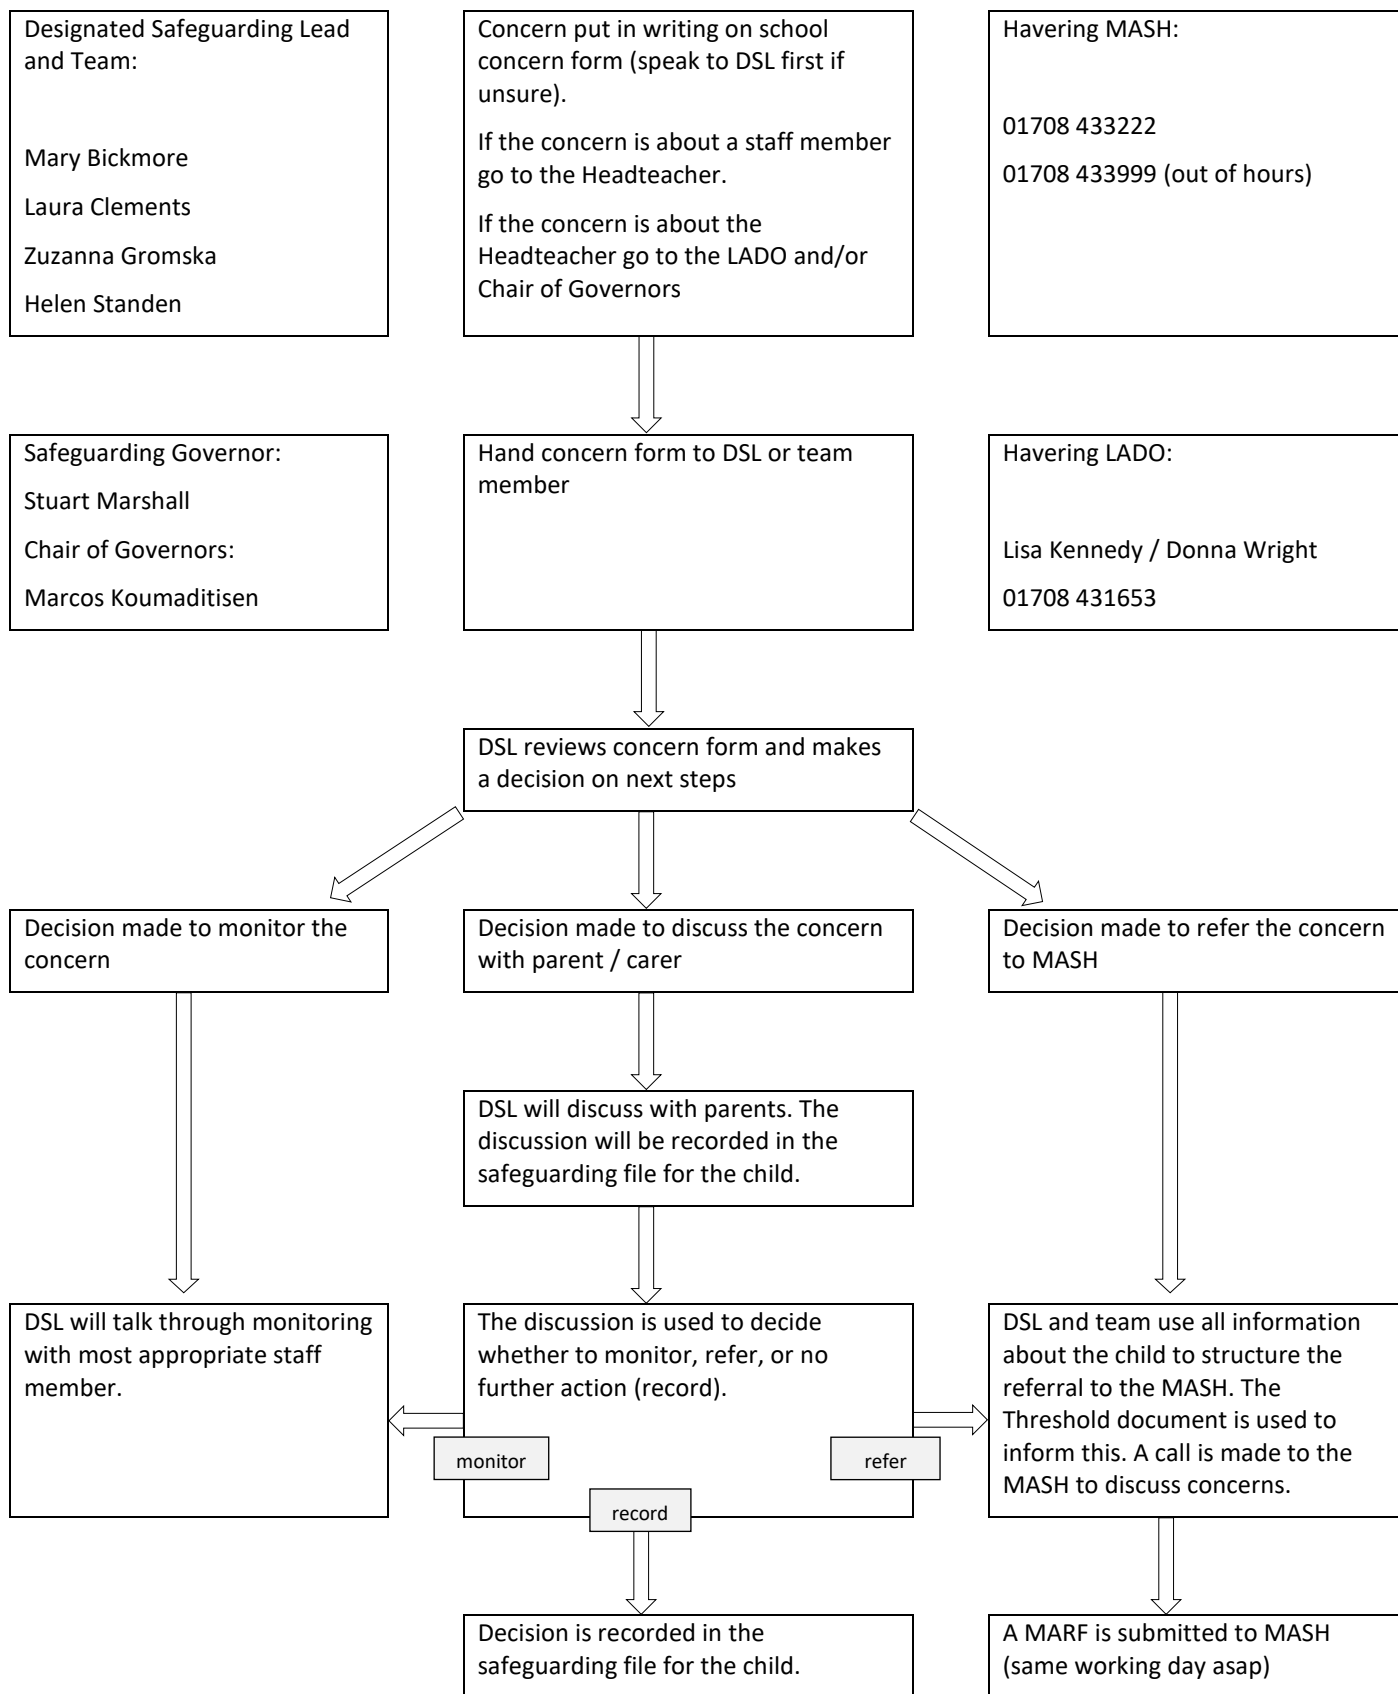 Designated Safeguarding Lead
and Team:
Mary Bickmore
Laura Clements
Zuzanna Gromska
Helen Standen
Concern put in writing on school
concern form (speak to DSL first if
unsure).
If the concern is about a staff member
go to the Headteacher.
If the concern is about the
Headteacher go to the LADO and/or
Chair of Governors
Havering MASH:
01708 433222
01708 433999 (out of hours)
Safeguarding Governor:
Stuart Marshall
Chair of Governors:
Marcos Koumaditisen
Hand concern form to DSL or team
member
Havering LADO:
Lisa Kennedy / Donna Wright
01708 431653
DSL reviews concern form and makes
a decision on next steps
Decision made to monitor the
concern
Decision made to discuss the concern
with parent / carer
Decision made to refer the concern
to MASH
DSL will discuss with parents. The
discussion will be recorded in the
safeguarding file for the child.
DSL will talk through monitoring
with most appropriate staff
member.
The discussion is used to decide
whether to monitor, refer, or no
further action (record).
monitor
refer
record
DSL and team use all information
about the child to structure the
referral to the MASH. The
Threshold document is used to
inform this. A call is made to the
MASH to discuss concerns.
Decision is recorded in the
safeguarding file for the child.
A MARF is submitted to MASH
(same working day asap)